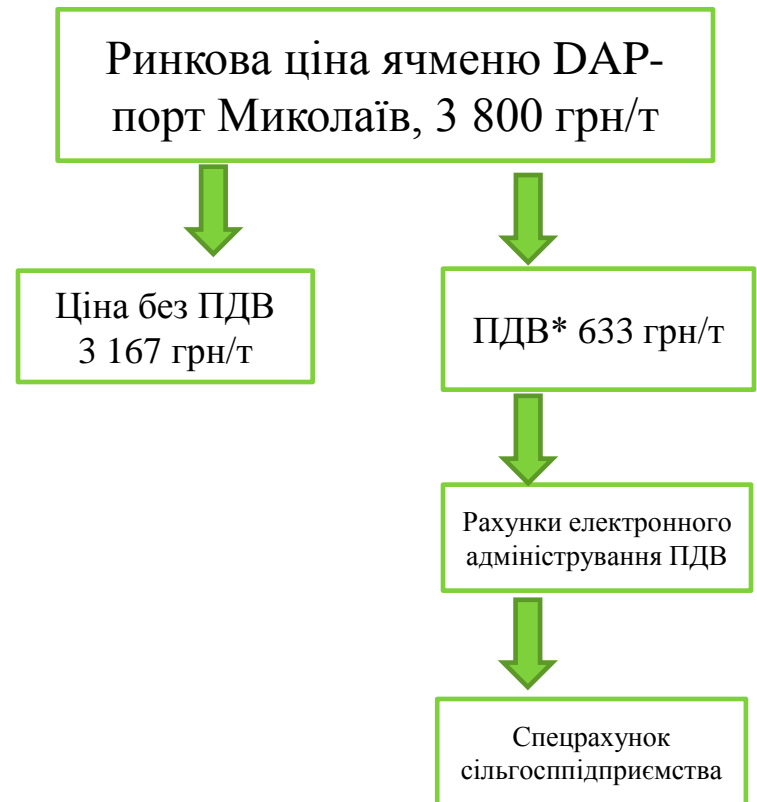 Ринкова ціна ячменю DAP-
порт Миколаїв, 3 800 грн/т
Ціна без ПДВ
3 167 грн/т
ПДВ* 633 грн/т
Рахунки електронного
адміністрування ПДВ
Спецрахунок
сільгосппідприємства